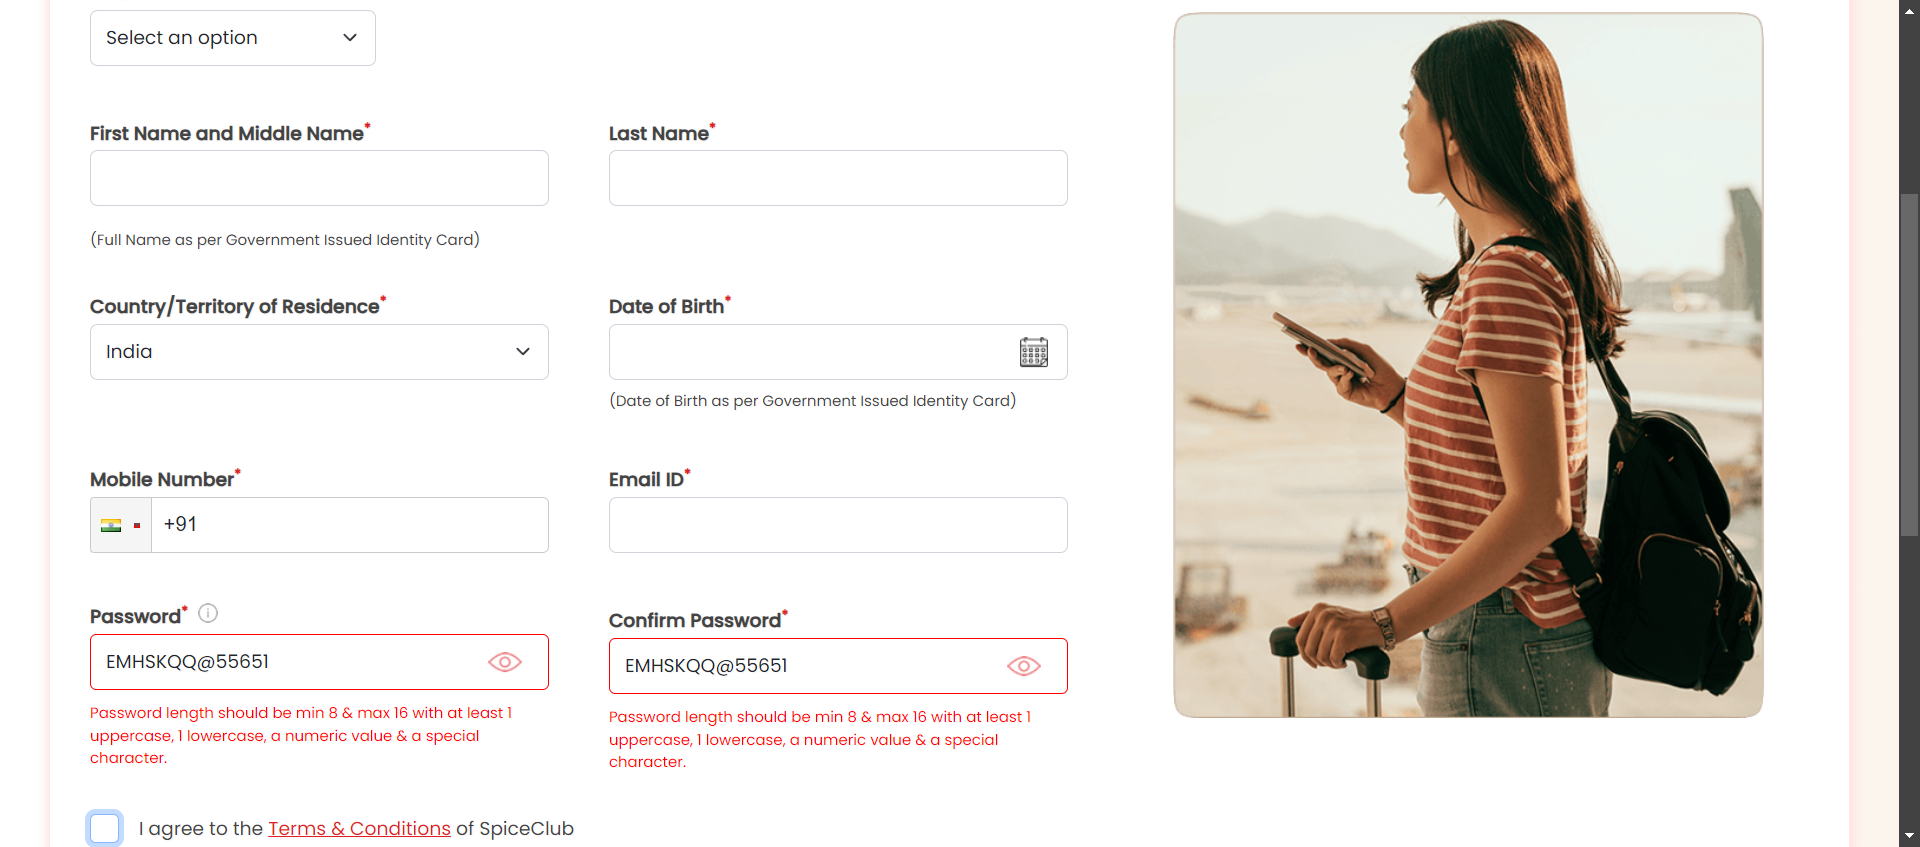 Select an option
First Name and Middle Name*
Last Name*
(Full Name as per Government Issued Identity Card)
Country/Territory of Residence*
Date of Birth*
India
(Date of Birth as per Government Issued Identity Card)
Mobile Number*
Email ID*
+91
Password*
Confirm Password*
EMHSKQQ@55651
EMHSKQQ@55651
Password length should be min 8 & max 16 with at least 1
uppercase, 1 lowercase, a numeric value & a special
character.
Password length should be min 8 & max 16 with at least 1
uppercase, 1 lowercase, a numeric value & a special
character.
I agree to the Terms & Conditions of SpiceClub